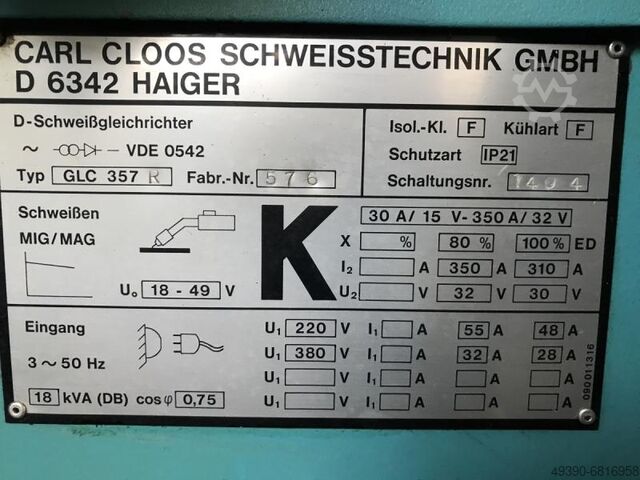 CARL CLOOS SCHWEISSTECHNIK GMBH
D 6342 HAIGER
D-Schweißgleichrichter
~ VDE 0542
Typ GLC 357 R Fabr.-Nr. 576
Isol.-Kl. F Kühlart F
Schutzart IP21
Schaltungsnr. 1494
Schweißen
MIG/MAG
U₀ 18 - 49 V
K
30 A/ 15 V-350 A/ 32 V
X % 80 % 100 % ED
I₂ A 350 A 310 A
U₂ V 32 V 30 V
Eingang
3 ~ 50 Hz
18 kVA (DB) cos φ 0,75
U₁ 220 V I₁ A 55 A 48 A
U₁ 380 V I₁ A 32 A 28 A
U₁ V I₁ A A A
U₁ V I₁ A A A
090011316
49390-6816958